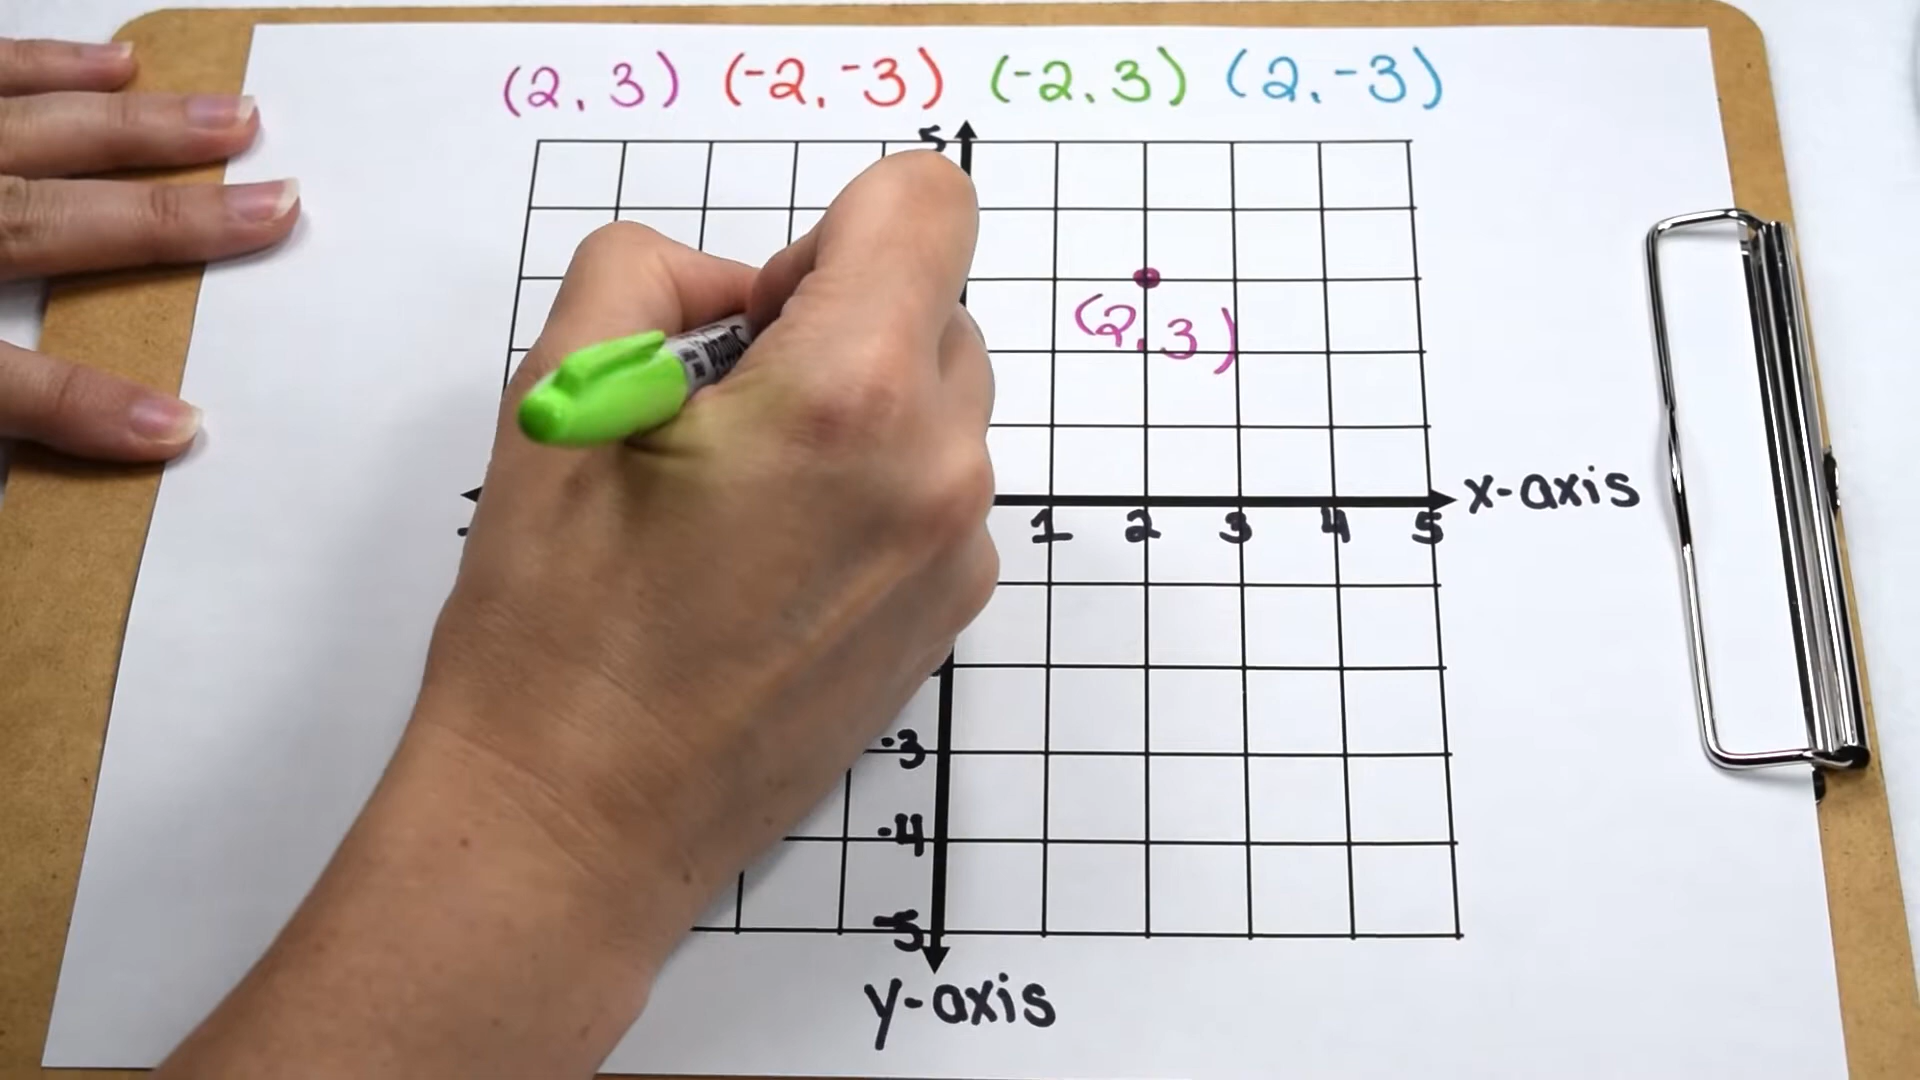 (2, 3) (-2, -3) (-2, 3) (2, -3)
5
(2, 3)
x-axis
1 2 3 4 5
-3
-4
-5
y-axis